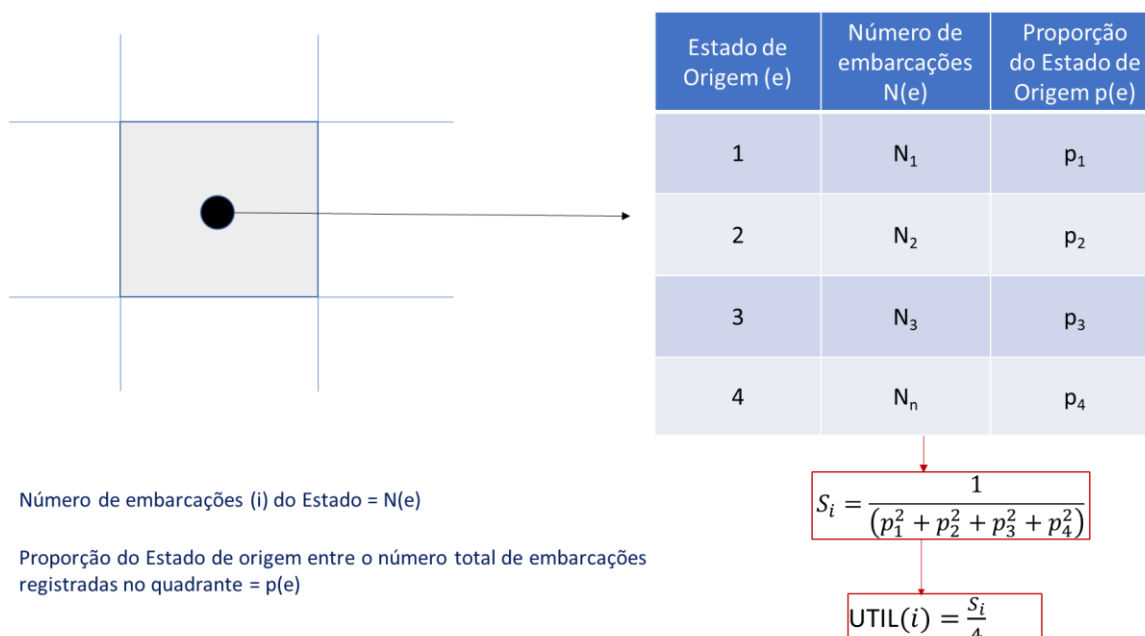 Estado de Origem (e) Número de embarcações N(e) Proporção do Estado de Origem p(e)
1 N₁ p₁
2 N₂ p₂
3 N₃ p₃
4 Nₙ p₄
Número de embarcações (i) do Estado = N(e)
Proporção do Estado de origem entre o número total de embarcações
registradas no quadrante = p(e)
Sᵢ = 1 / (p₁² + p₂² + p₃² + p₄²)
UTIL(i) = Sᵢ / 4